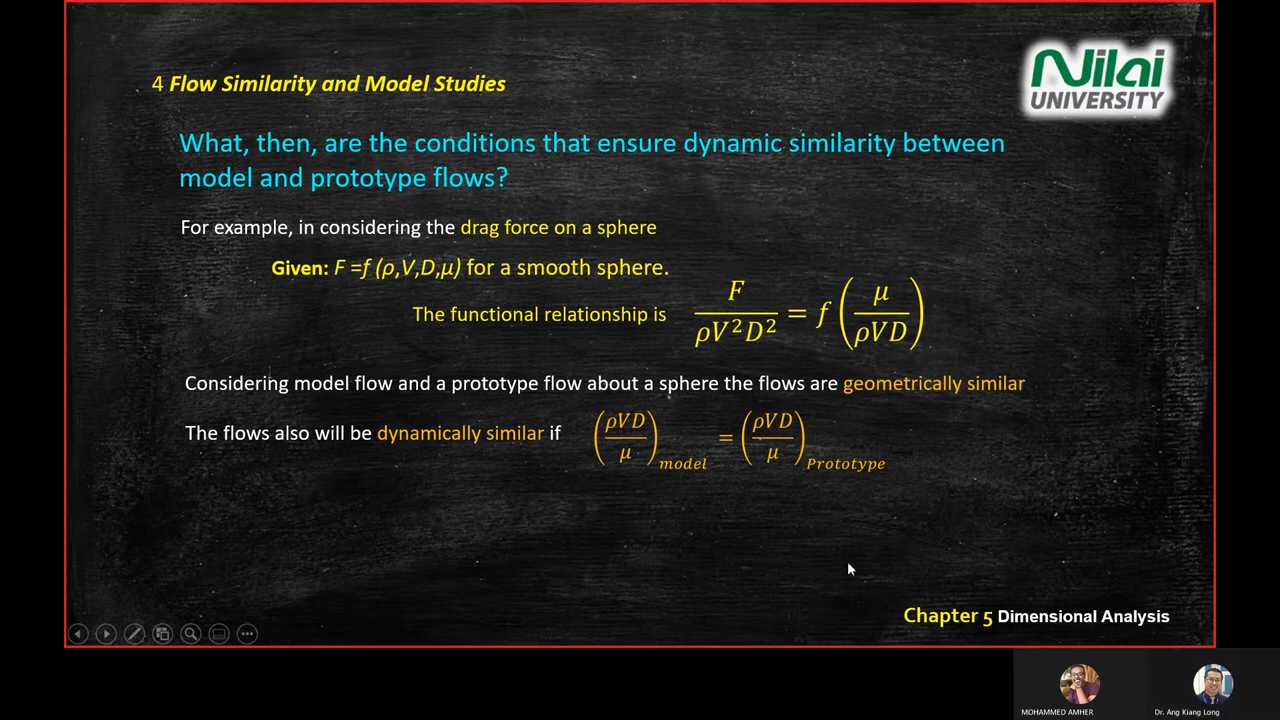 4 Flow Similarity and Model Studies
Nilai
UNIVERSITY
What, then, are the conditions that ensure dynamic similarity between
model and prototype flows?
For example, in considering the drag force on a sphere
Given: F =f (ρ,V,D,μ) for a smooth sphere.
The functional relationship is F/(ρV²D²) = f(μ/(ρVD))
Considering model flow and a prototype flow about a sphere the flows are geometrically similar
The flows also will be dynamically similar if (ρVD/μ)model = (ρVD/μ)Prototype
Chapter 5 Dimensional Analysis
MOHAMMED AMHER
Dr. Ang Kiang Long